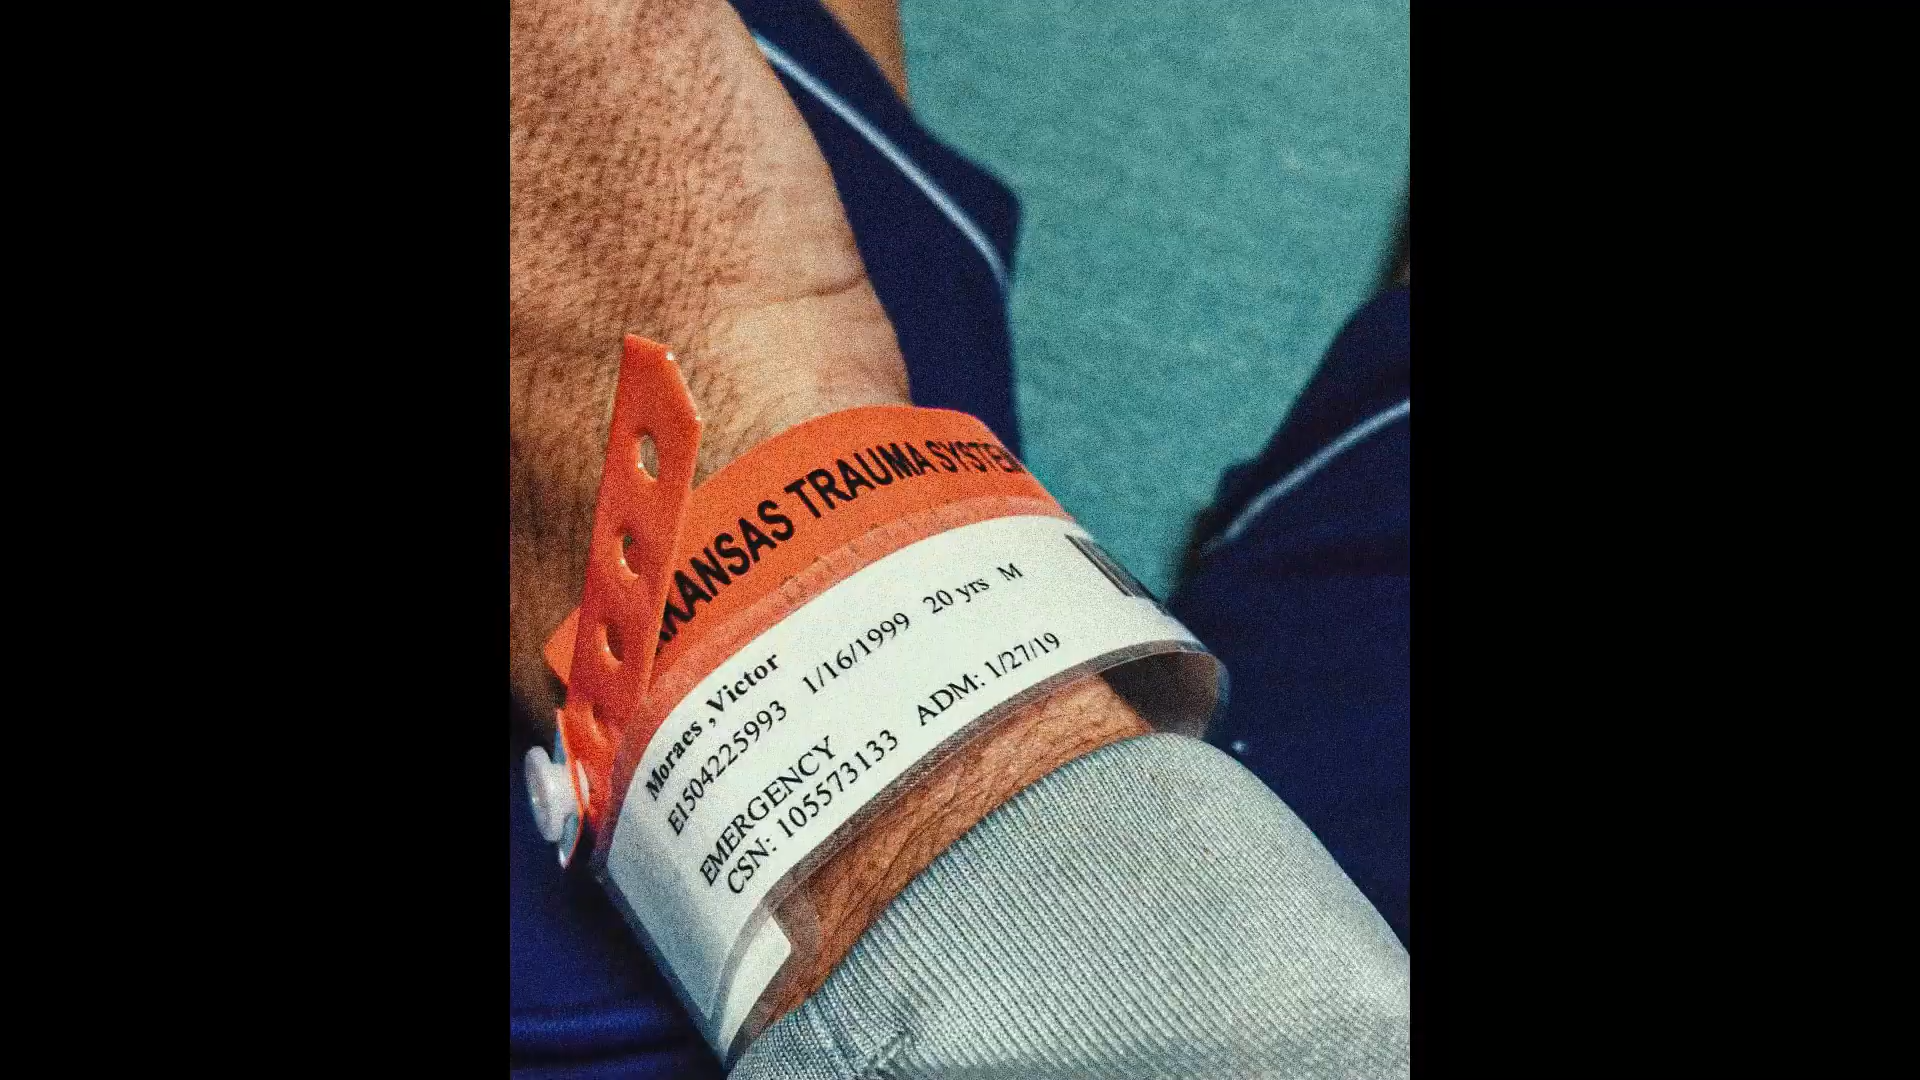 KANSAS TRAUMA SYSTEM
Moraes ,Victor
E1504225993 1/16/1999 20 yrs M
EMERGENCY
CSN: 105573133 ADM: 1/27/19